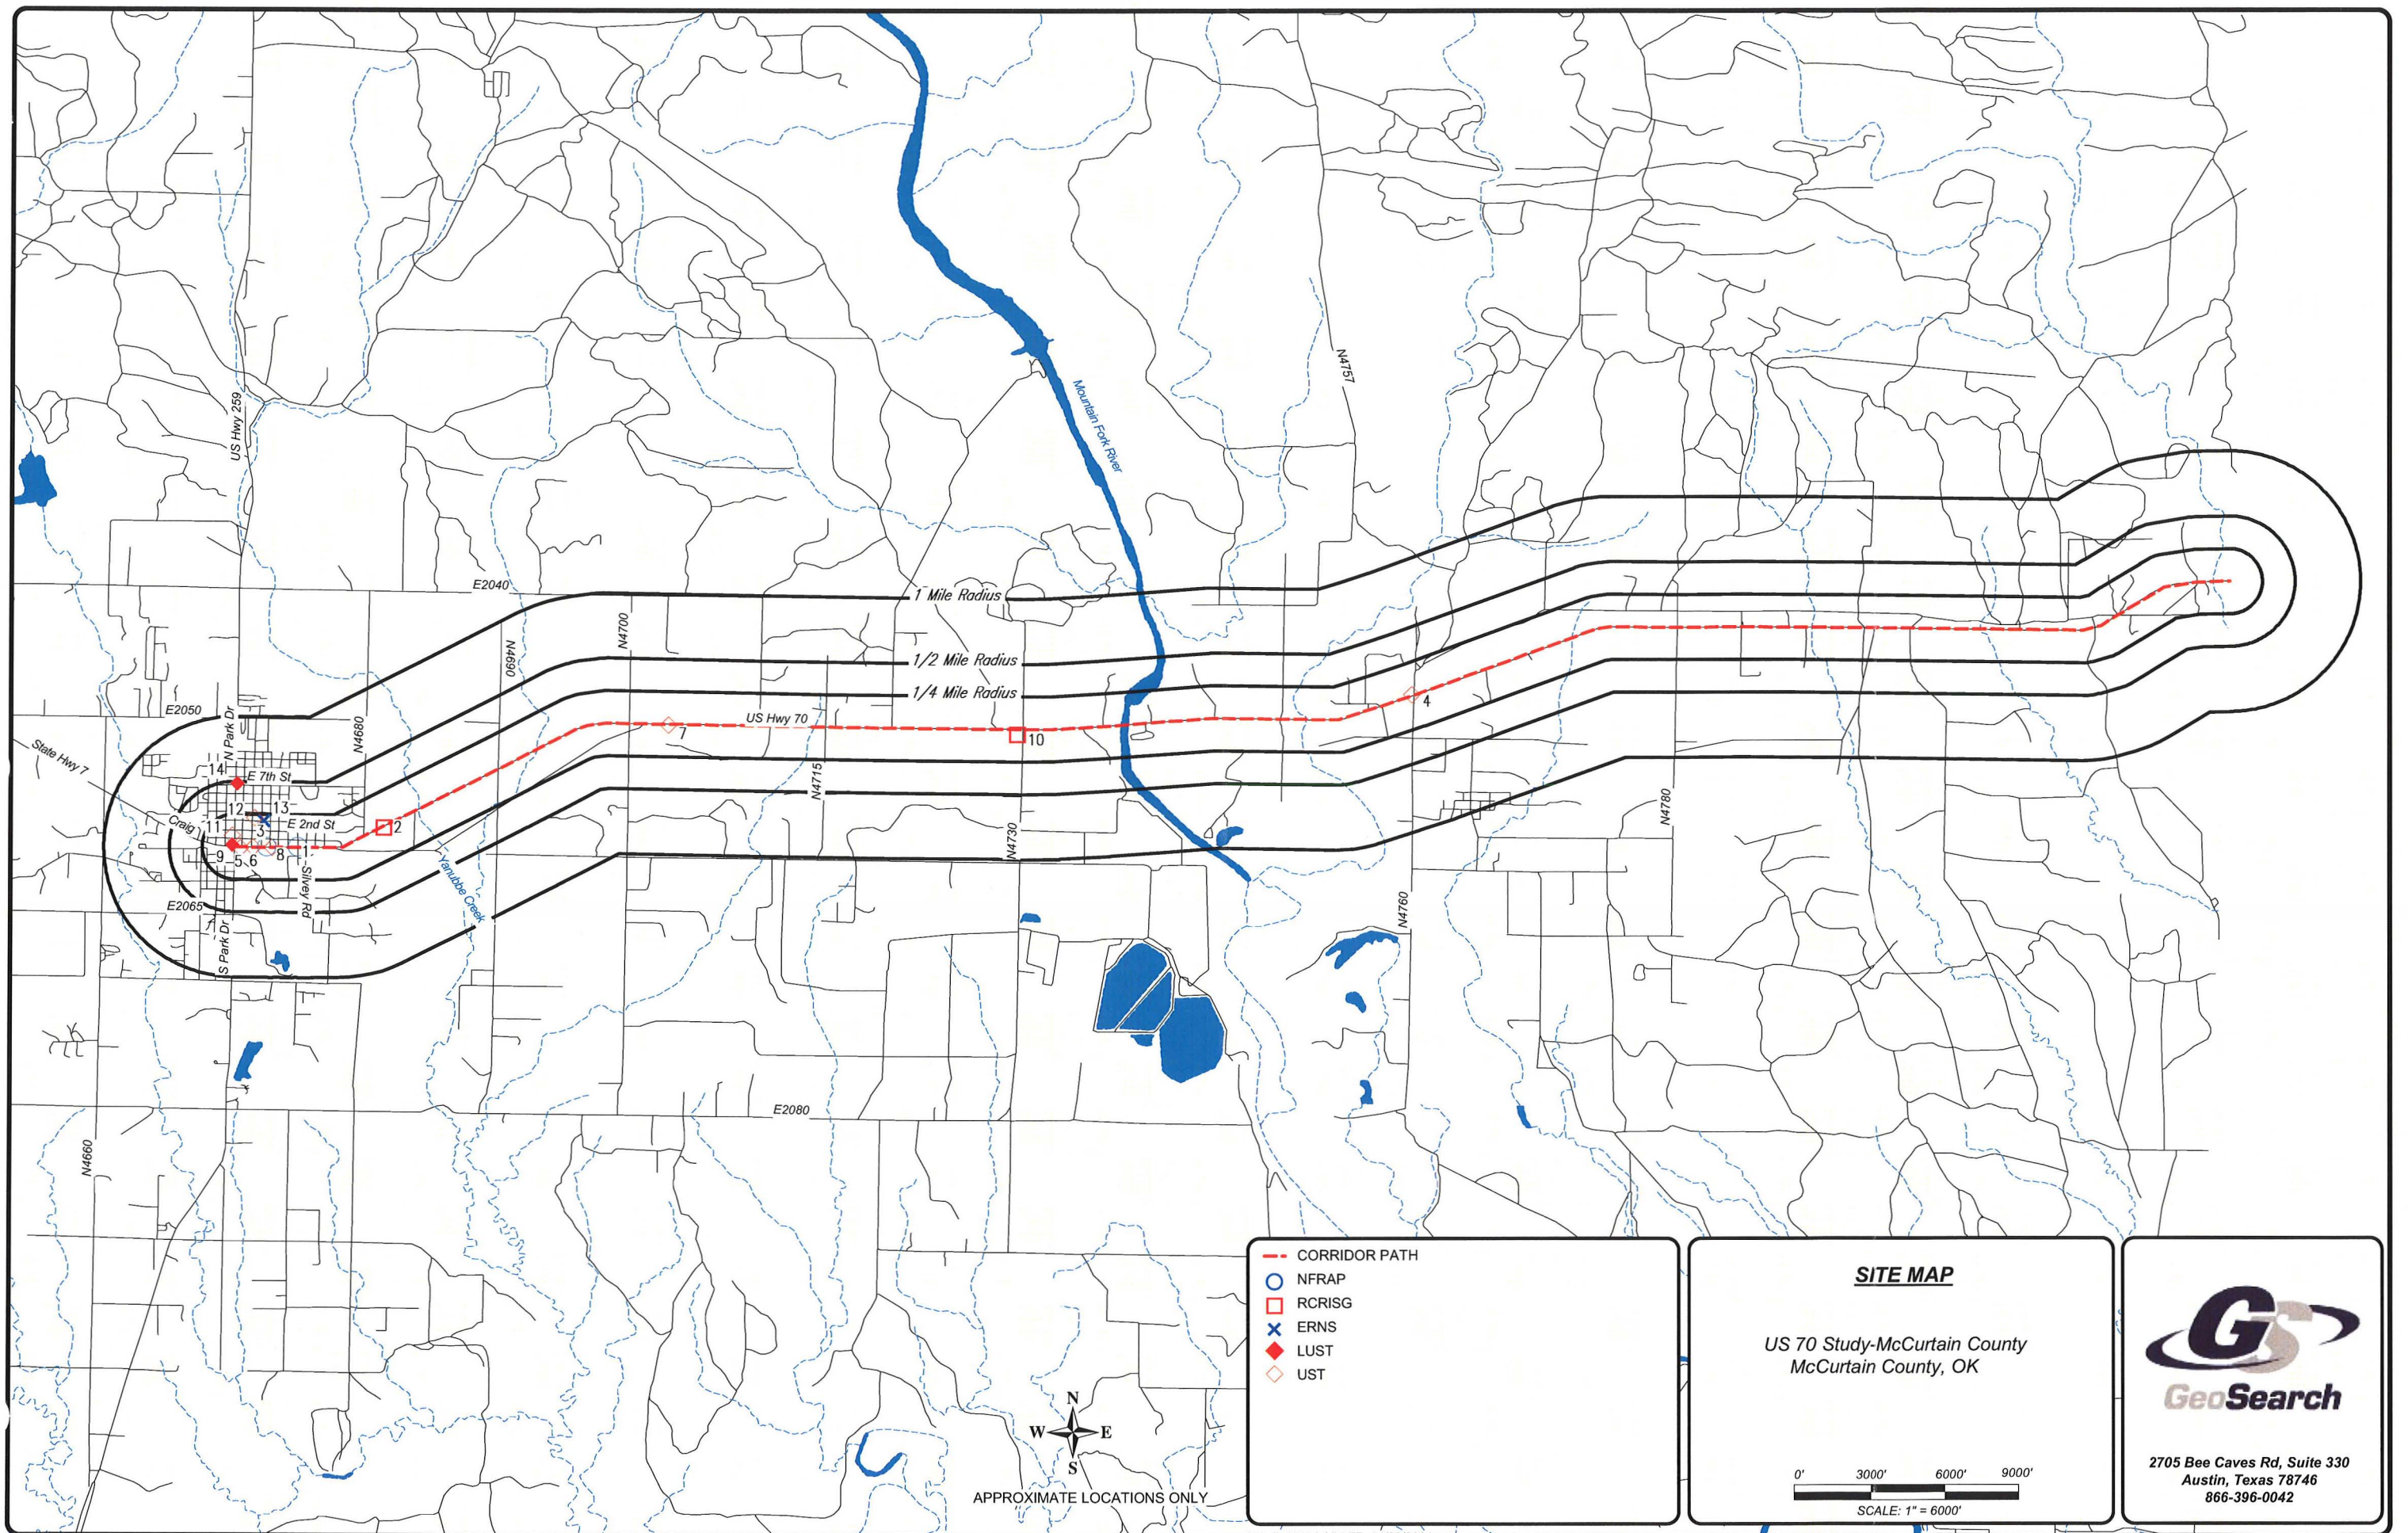 US Hwy 259
Mountain Fork River
N4757
E2040
1 Mile Radius
N4700
N4690
1/2 Mile Radius
1/4 Mile Radius
E2050
N Park Dr
N4680
US Hwy 70
4
7
10
State Hwy 7
14
E 7th St
N4715
12
13
Craig
11
3
E 2nd St
2
9
5
6
8
1
Silvey Rd
Yanubbe Creek
N4730
N4780
E2065
S Park Dr
N4760
E2080
N4660
CORRIDOR PATH
NFRAP
RCRISG
ERNS
LUST
UST
N
W E
S
APPROXIMATE LOCATIONS ONLY
SITE MAP
US 70 Study-McCurtain County
McCurtain County, OK
0' 3000' 6000' 9000'
SCALE: 1" = 6000'
GS
GeoSearch
2705 Bee Caves Rd, Suite 330
Austin, Texas 78746
866-396-0042